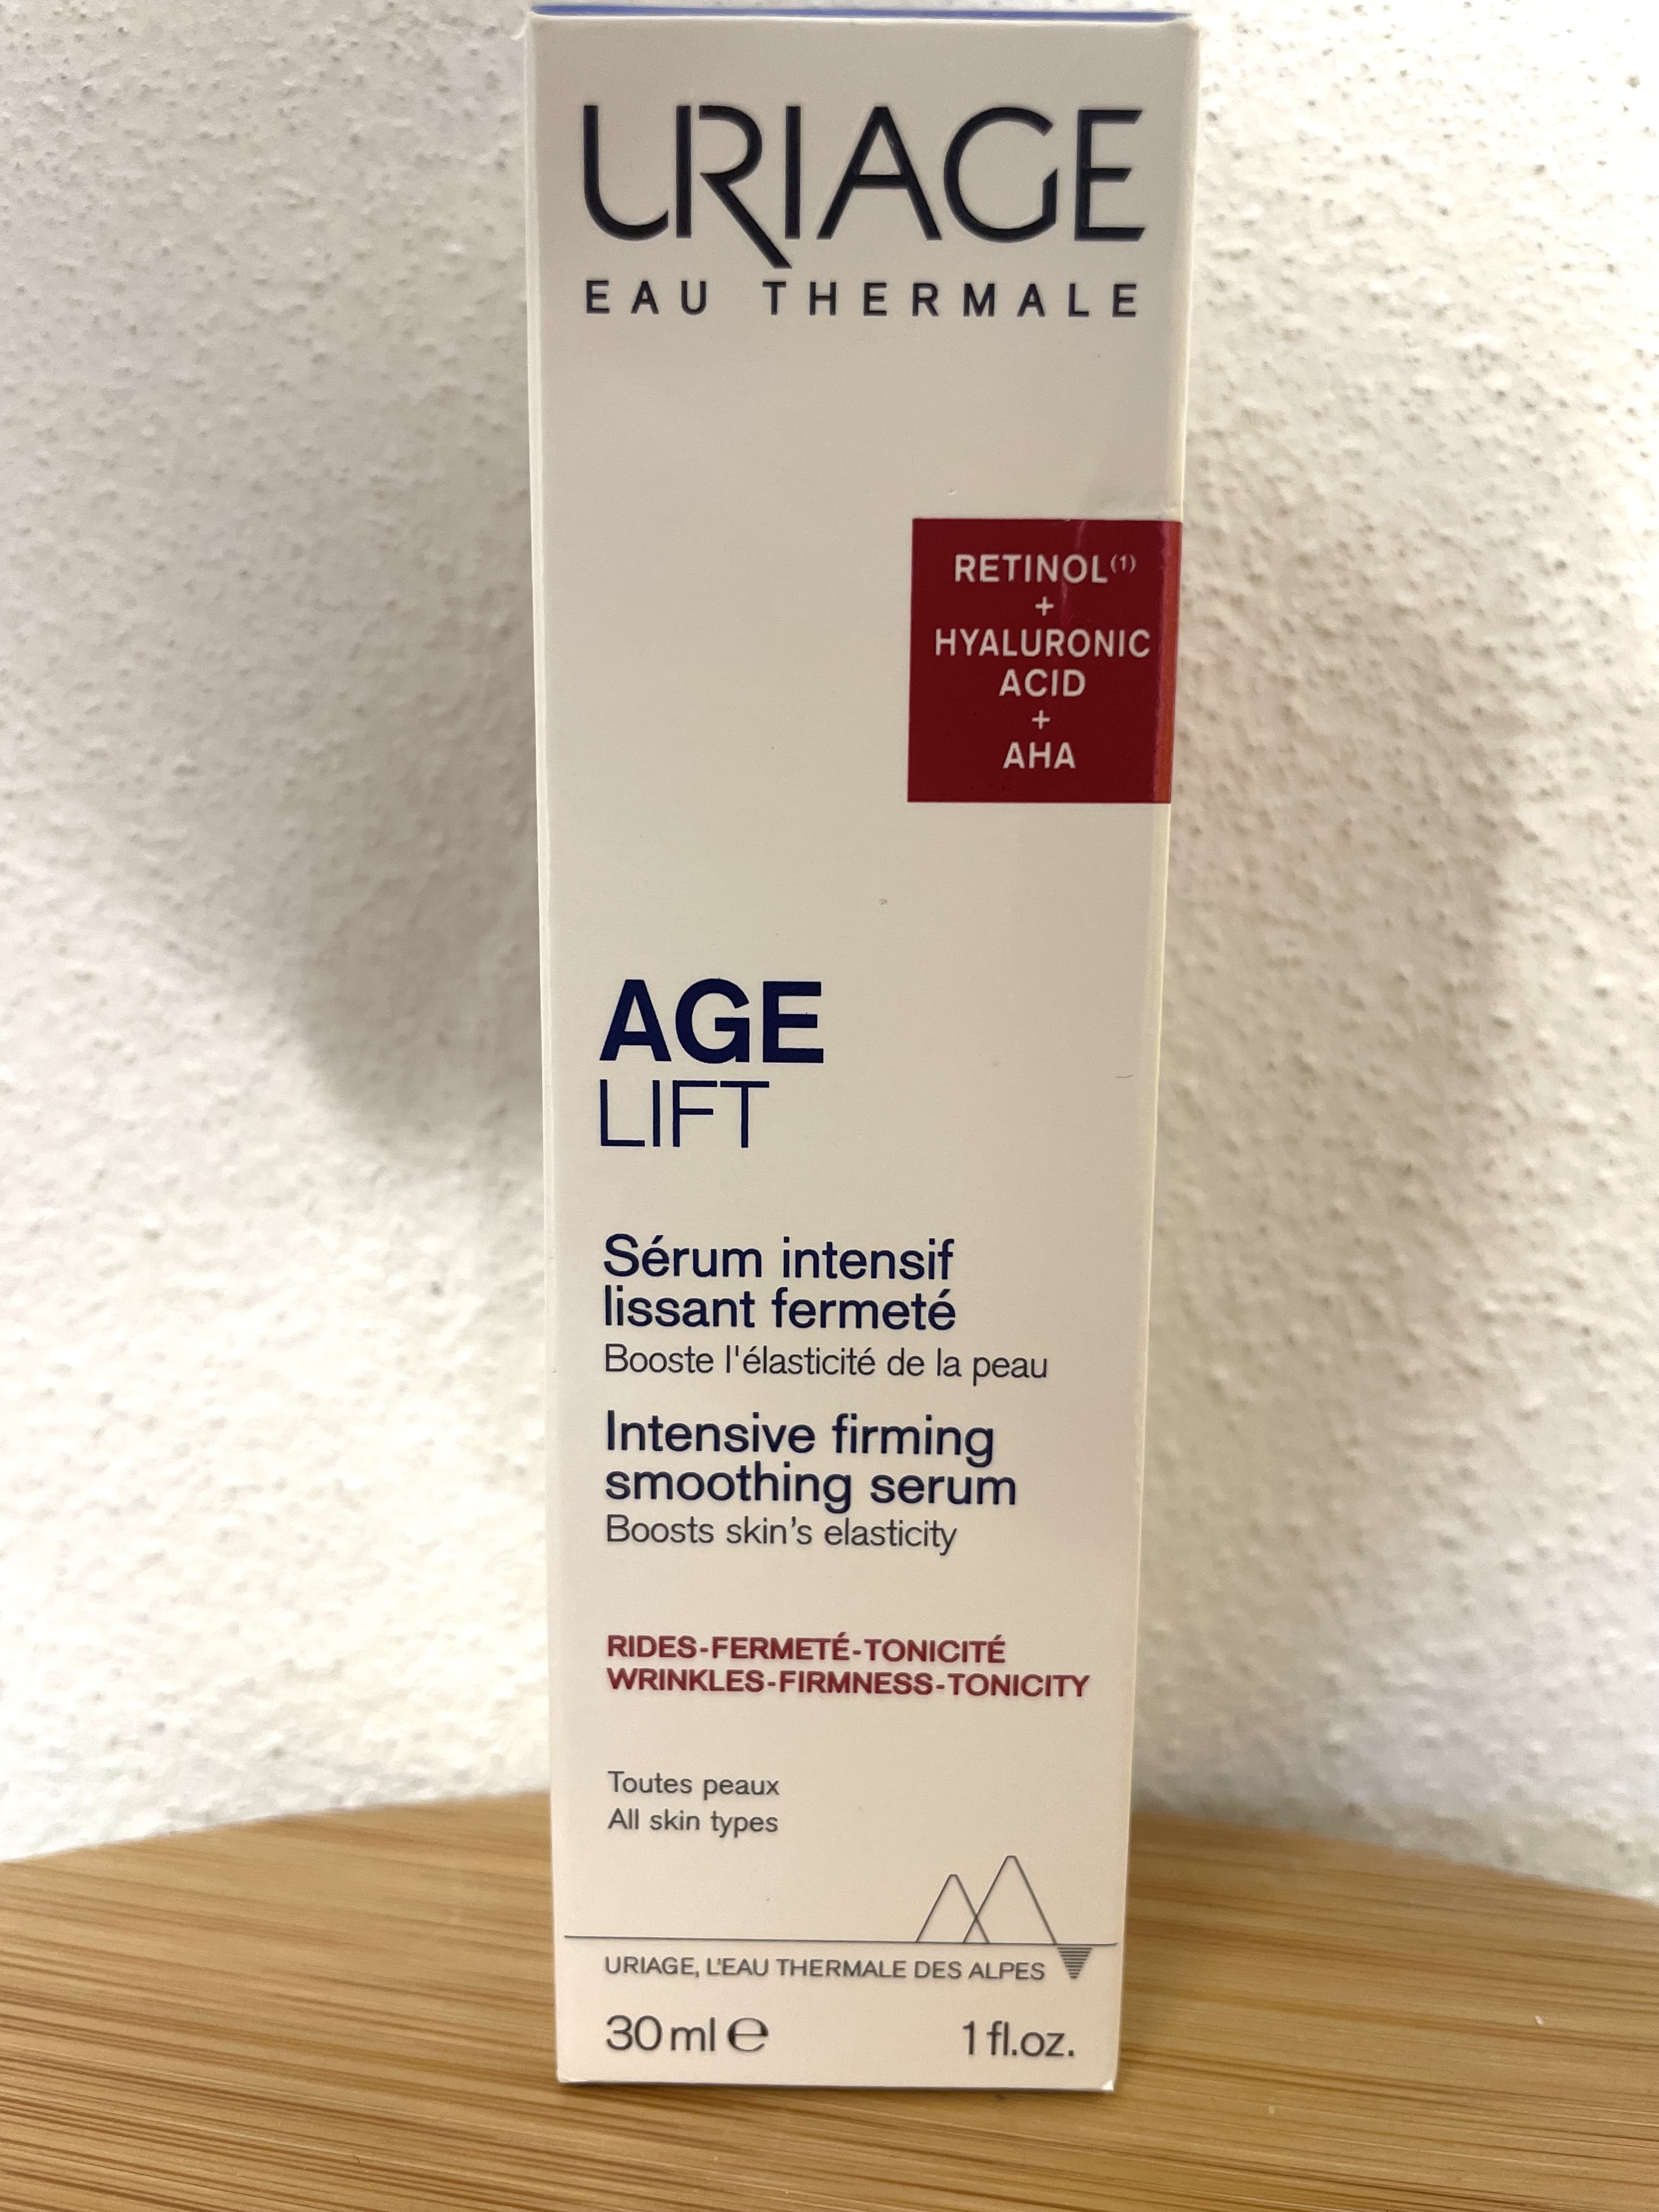 URIAGE
EAU THERMALE
RETINOL(1)
+
HYALURONIC
ACID
+
AHA
AGE
LIFT
Sérum intensif
lissant fermeté
Booste l'élasticité de la peau
Intensive firming
smoothing serum
Boosts skin's elasticity
RIDES-FERMETÉ-TONICITÉ
WRINKLES-FIRMNESS-TONICITY
Toutes peaux
All skin types
URIAGE, L'EAU THERMALE DES ALPES
30 ml ℮ 1 fl.oz.